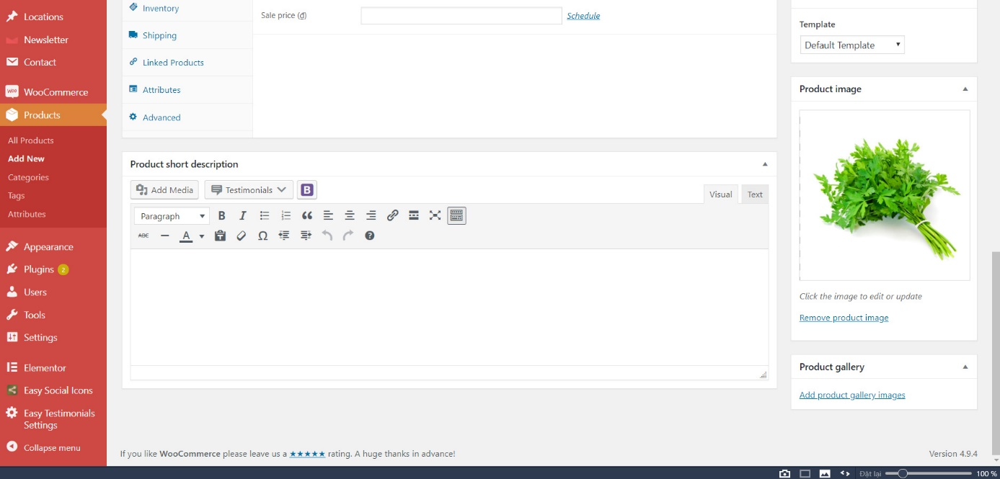 Locations
Newsletter
Contact
WooCommerce
Products
All Products
Add New
Categories
Tags
Attributes
Appearance
Plugins 2
Users
Tools
Settings
Elementor
Easy Social Icons
Easy Testimonials
Settings
Collapse menu
Inventory
Shipping
Linked Products
Attributes
Advanced
Sale price (₫)
Schedule
Product short description
Add Media
Testimonials
B
Visual
Text
Paragraph
B I
ABC A Ω
If you like WooCommerce please leave us a ★★★★★ rating. A huge thanks in advance!
Template
Default Template
Product image
Click the image to edit or update
Remove product image
Product gallery
Add product gallery images
Version 4.9.4
Đặt lại
100 %